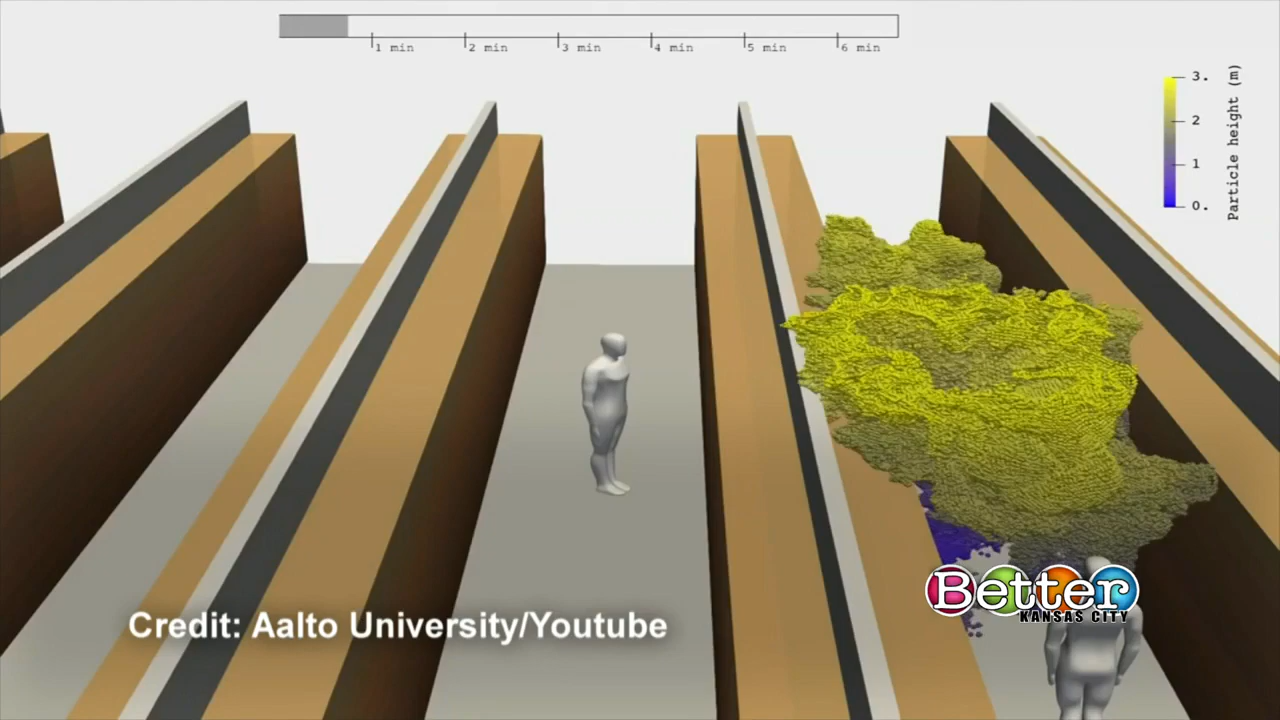 1 min
2 min
3 min
4 min
5 min
6 min
3.
2
1
0.
Particle height (m)
Better
KANSAS CITY
Credit: Aalto University/Youtube